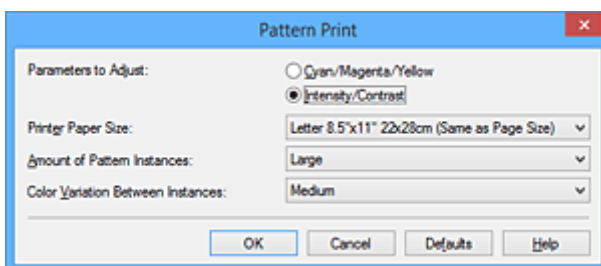 Pattern Print
Parameters to Adjust:
Cyan/Magenta/Yellow
Intensity/Contrast
Printer Paper Size: Letter 8.5"x11" 22x28cm (Same as Page Size)
Amount of Pattern Instances: Large
Color Variation Between Instances: Medium
OK Cancel Defaults Help